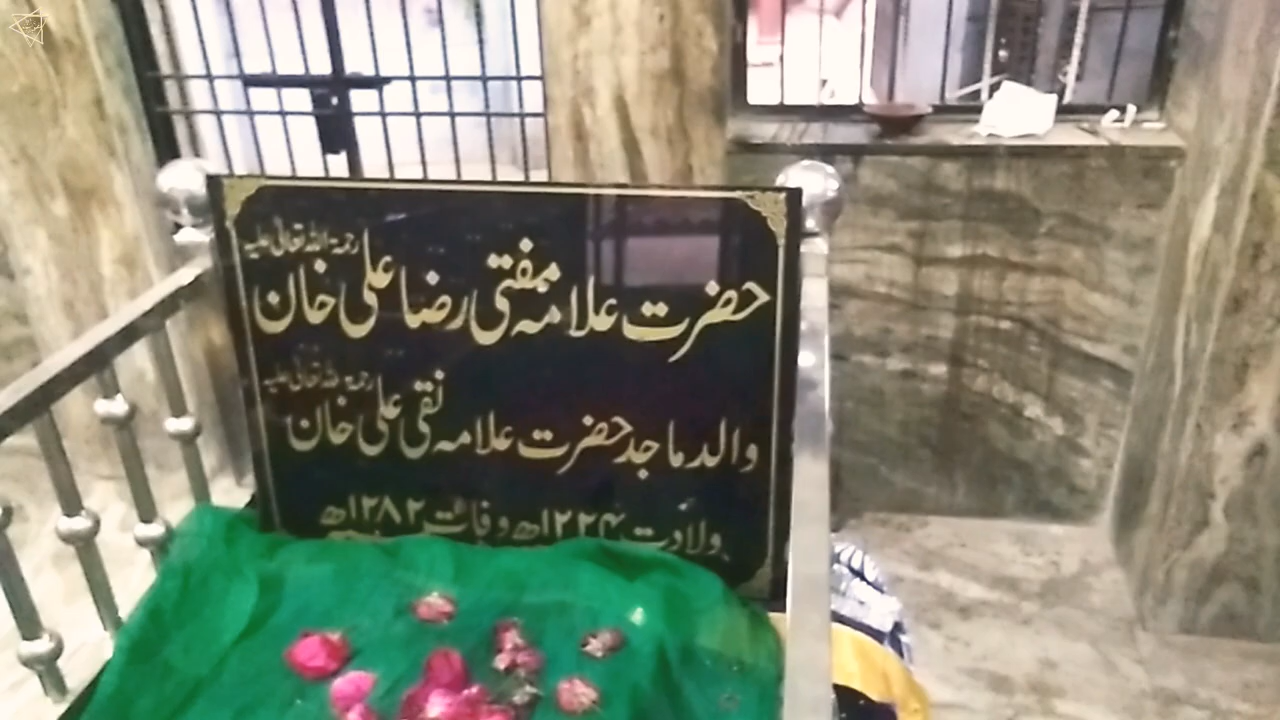 رحمۃ اللہ تعالیٰ علیہ
حضرت علامہ مفتی رضا علی خان
رحمۃ اللہ تعالیٰ علیہ
والد ماجد حضرت علامہ نقی علی خان
ولادت ۱۲۲۴ھ وفات ۱۲۸۲ھ